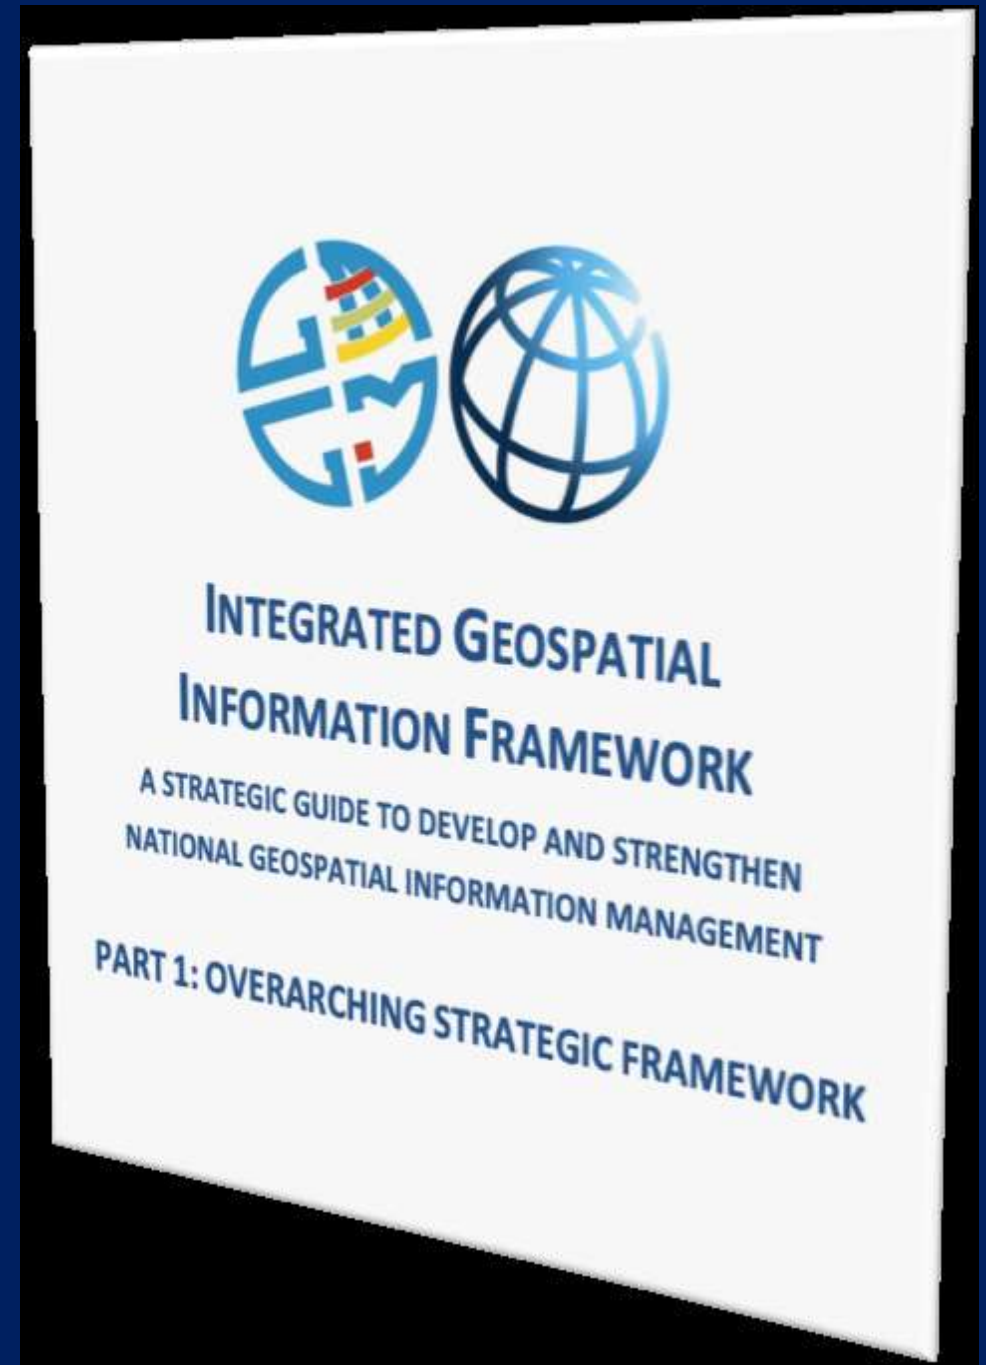 INTEGRATED GEOSPATIAL
INFORMATION FRAMEWORK
A STRATEGIC GUIDE TO DEVELOP AND STRENGTHEN
NATIONAL GEOSPATIAL INFORMATION MANAGEMENT
PART 1: OVERARCHING STRATEGIC FRAMEWORK